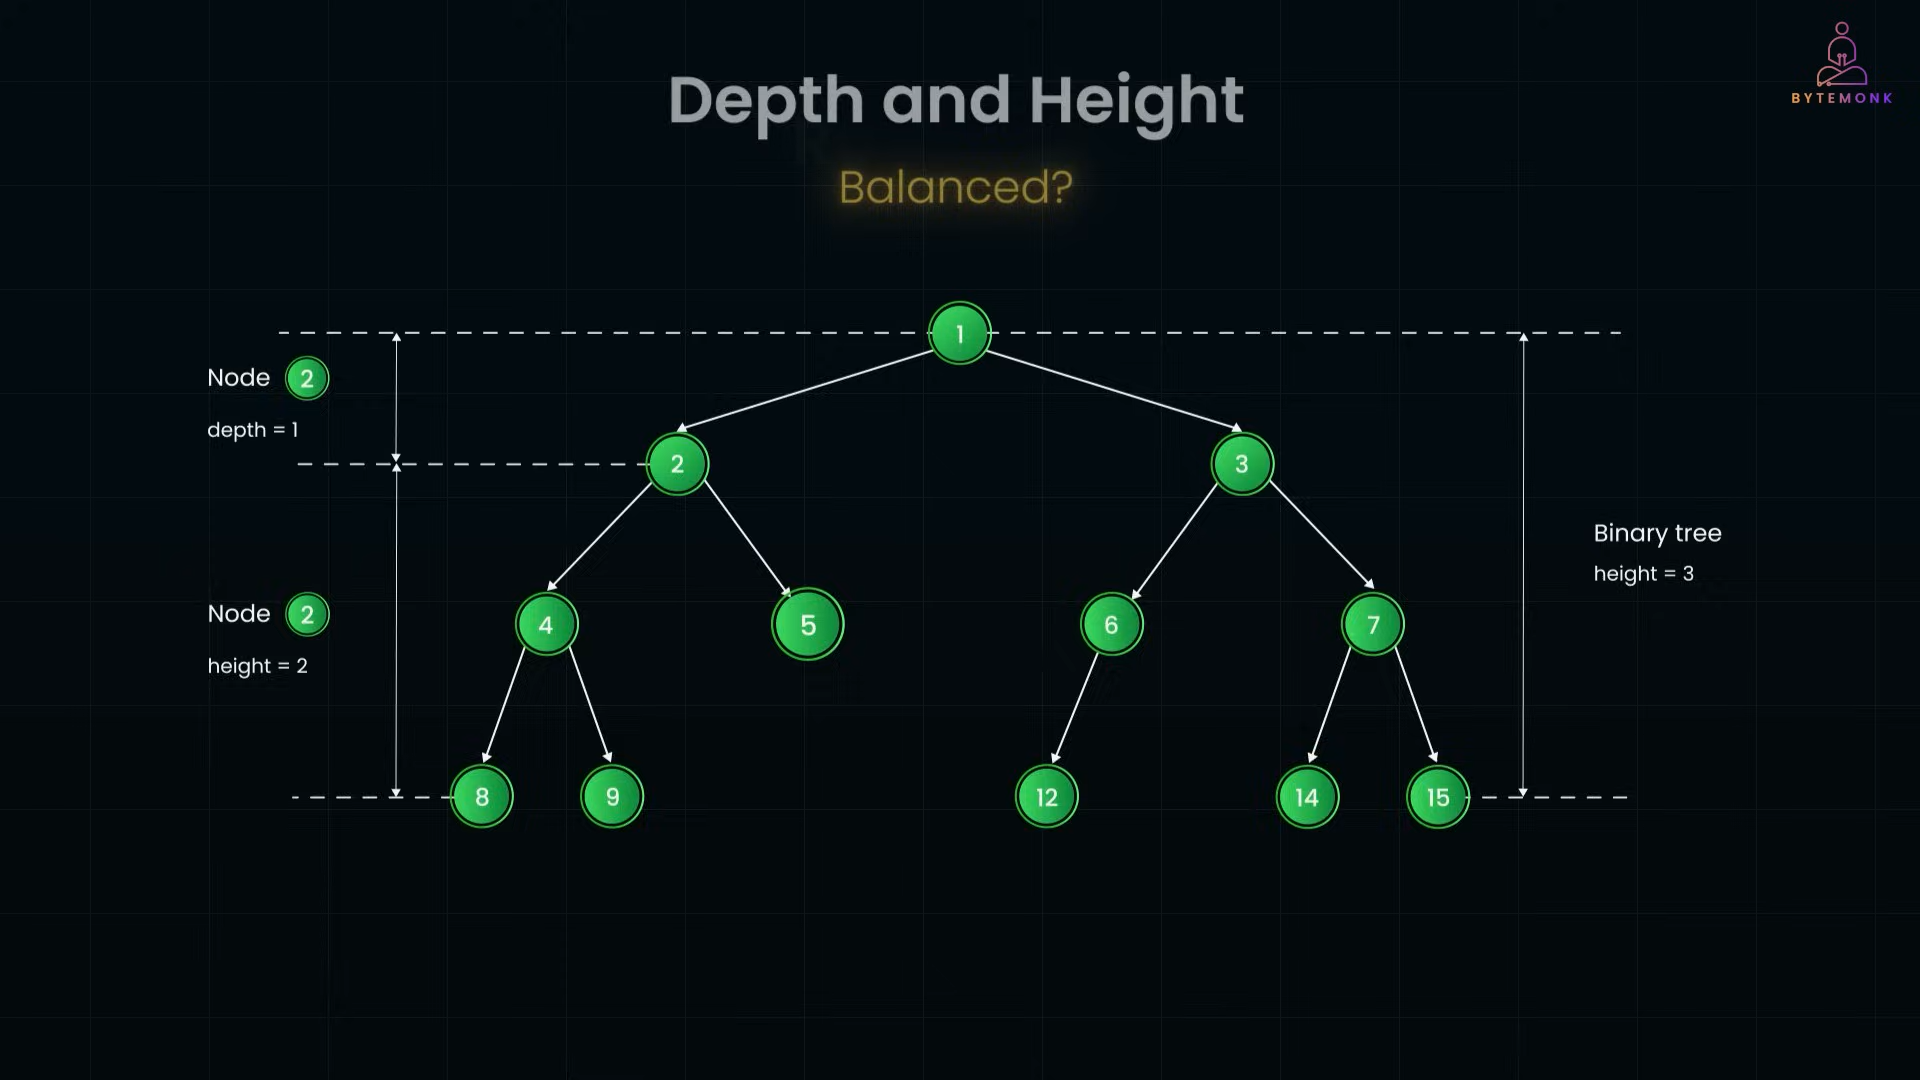 BYTEMONK
Depth and Height
Balanced?
1
Node 2
depth = 1
2
3
Binary tree
height = 3
Node 2
height = 2
4
5
6
7
8
9
12
14
15